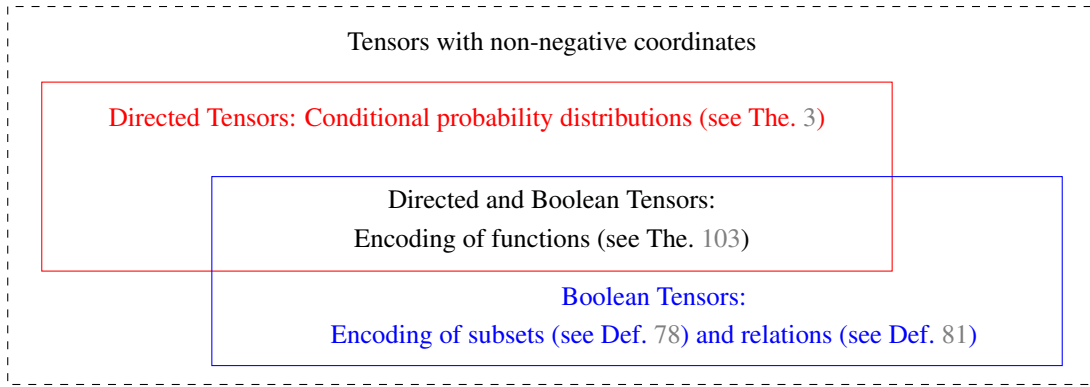 Tensors with non-negative coordinates
Directed Tensors: Conditional probability distributions (see The. 3)
Directed and Boolean Tensors:
Encoding of functions (see The. 103)
Boolean Tensors:
Encoding of subsets (see Def. 78) and relations (see Def. 81)